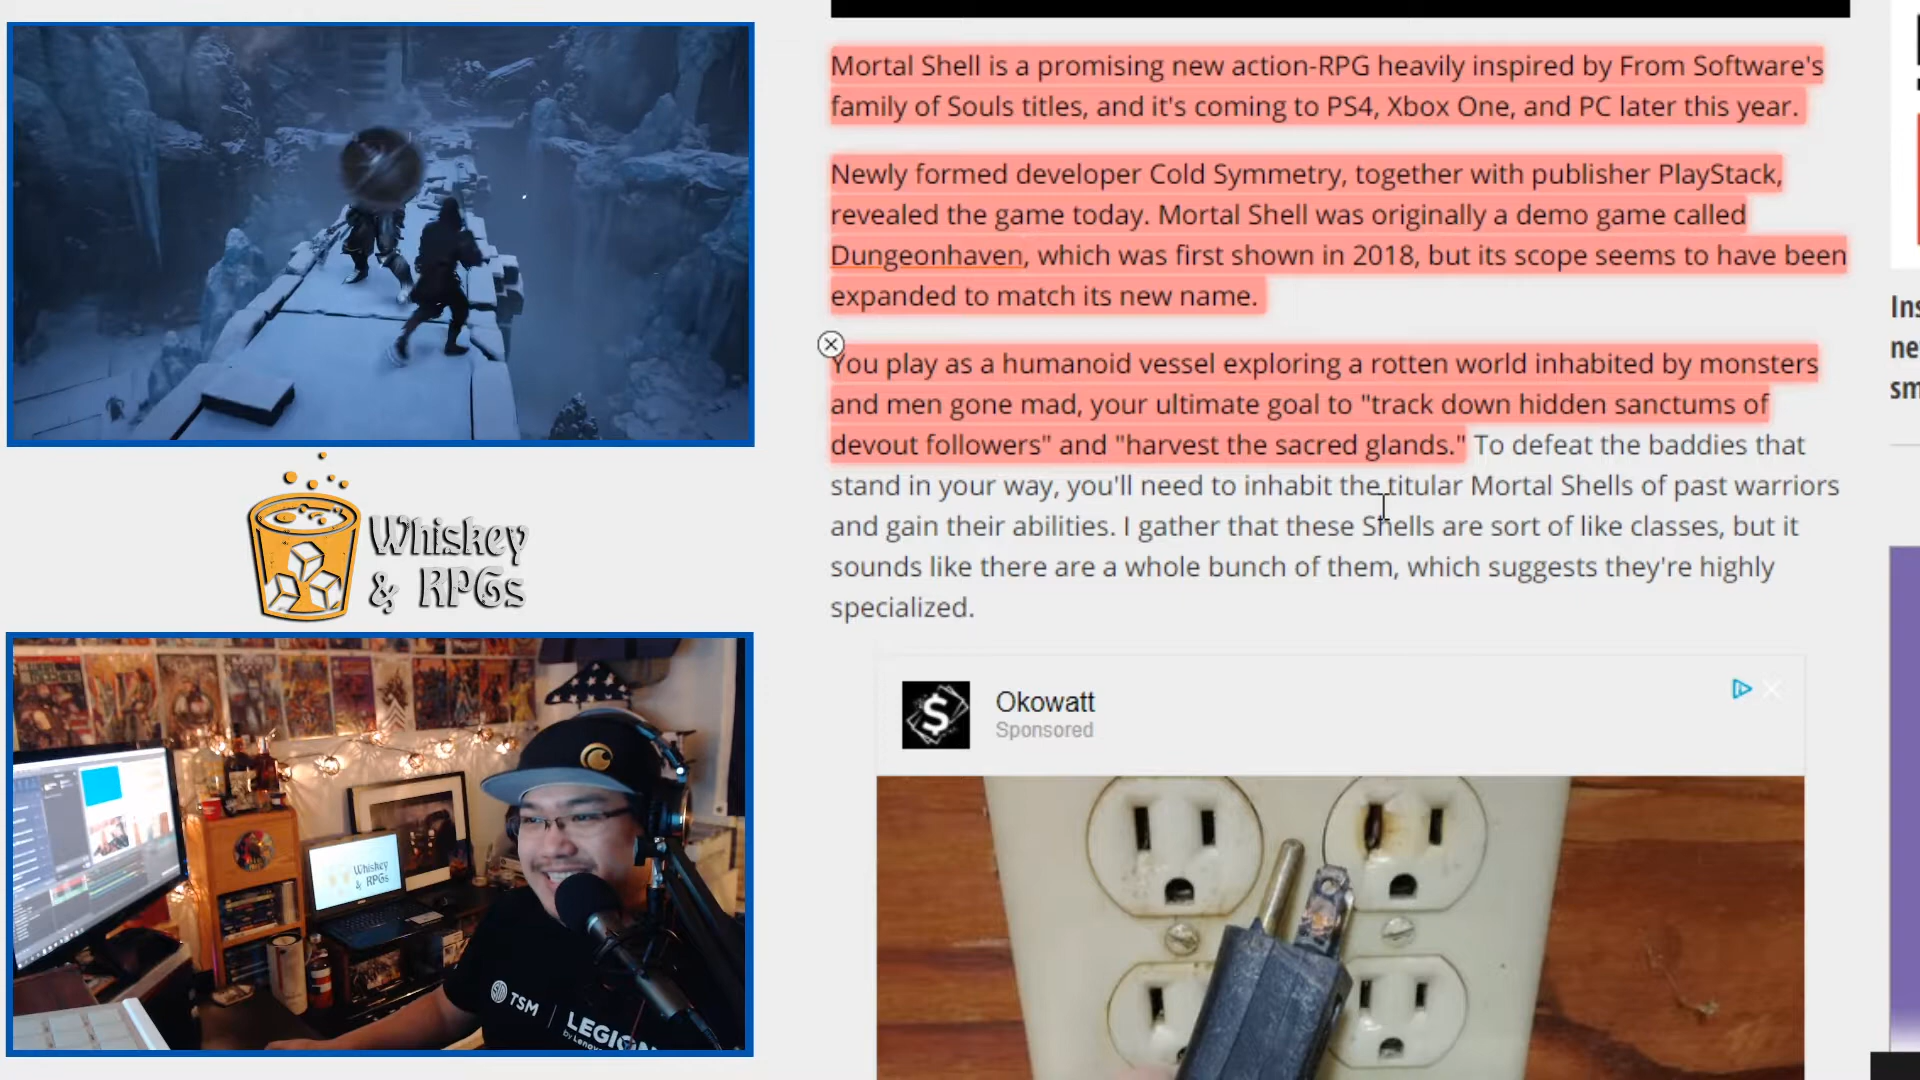 Mortal Shell is a promising new action-RPG heavily inspired by From Software's
family of Souls titles, and it's coming to PS4, Xbox One, and PC later this year.
Newly formed developer Cold Symmetry, together with publisher PlayStack,
revealed the game today. Mortal Shell was originally a demo game called
Dungeonhaven, which was first shown in 2018, but its scope seems to have been
expanded to match its new name.
You play as a humanoid vessel exploring a rotten world inhabited by monsters
and men gone mad, your ultimate goal to "track down hidden sanctums of
devout followers" and "harvest the sacred glands." To defeat the baddies that
stand in your way, you'll need to inhabit the titular Mortal Shells of past warriors
and gain their abilities. I gather that these Shells are sort of like classes, but it
sounds like there are a whole bunch of them, which suggests they're highly
specialized.
Okowatt
Sponsored
Whiskey
& RPGs
Whiskey
& RPGs
TSM
LEGION
by Lenovo
Ins
ne
sm